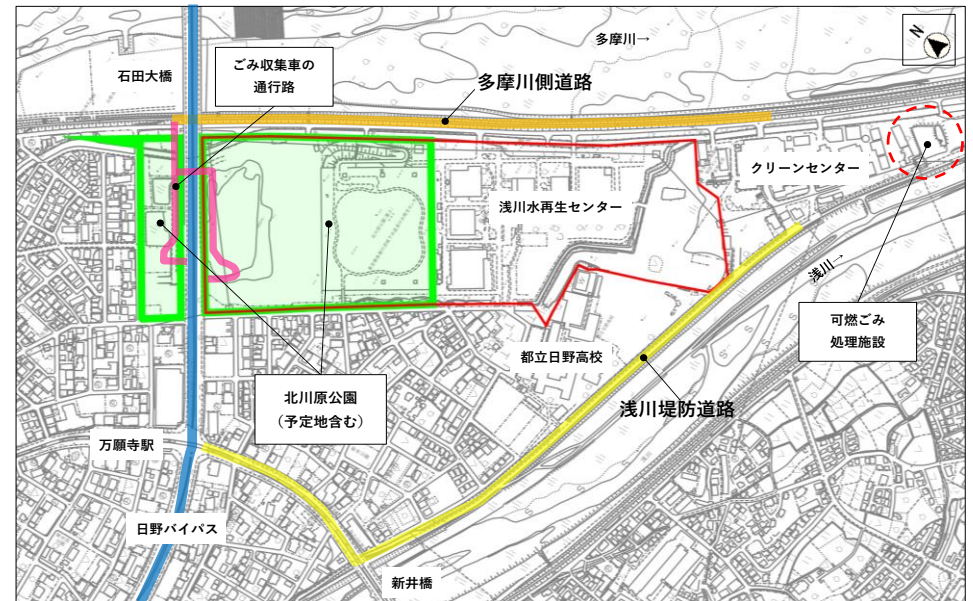 多摩川→
N
石田大橋
ごみ収集車の
通行路
多摩川側道路
クリーンセンター
浅川水再生センター
浅川→
可燃ごみ
処理施設
都立日野高校
北川原公園
（予定地含む）
浅川堤防道路
万願寺駅
日野バイパス
新井橋